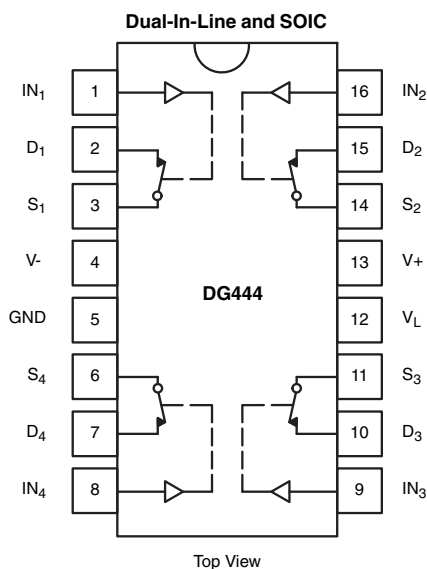 Dual-In-Line and SOIC
IN1 1 16 IN2
D1 2 15 D2
S1 3 14 S2
V- 4 13 V+
DG444
GND 5 12 VL
S4 6 11 S3
D4 7 10 D3
IN4 8 9 IN3
Top View